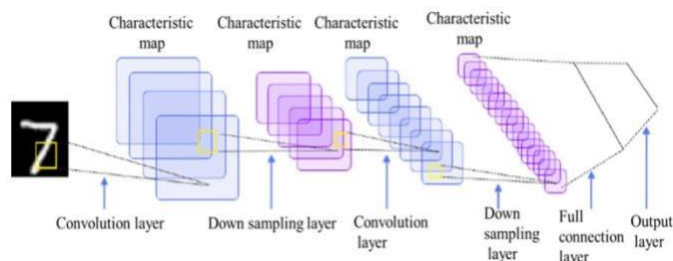 Characteristic
map
Characteristic
map
Characteristic
map
Characteristic
map
7
Convolution layer
Down sampling layer
Convolution
layer
Down
sampling
layer
Full
connection
layer
Output
layer